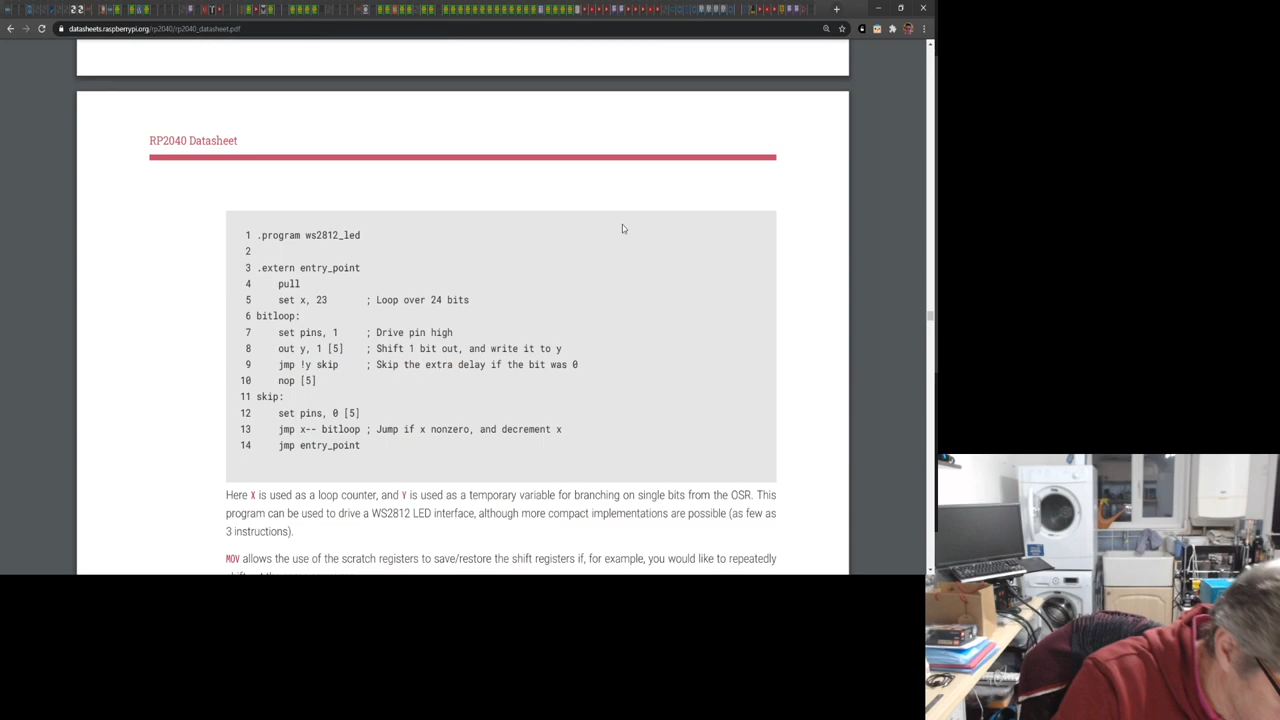 datasheets.raspberrypi.org/rp2040/rp2040_datasheet.pdf
RP2040 Datasheet
1 .program ws2812_led
2
3 .extern entry_point
4 pull
5 set x, 23 ; Loop over 24 bits
6 bitloop:
7 set pins, 1 ; Drive pin high
8 out y, 1 [5] ; Shift 1 bit out, and write it to y
9 jmp !y skip ; Skip the extra delay if the bit was 0
10 nop [5]
11 skip:
12 set pins, 0 [5]
13 jmp x-- bitloop ; Jump if x nonzero, and decrement x
14 jmp entry_point
Here X is used as a loop counter, and Y is used as a temporary variable for branching on single bits from the OSR. This
program can be used to drive a WS2812 LED interface, although more compact implementations are possible (as few as
3 instructions).
MOV allows the use of the scratch registers to save/restore the shift registers if, for example, you would like to repeatedly